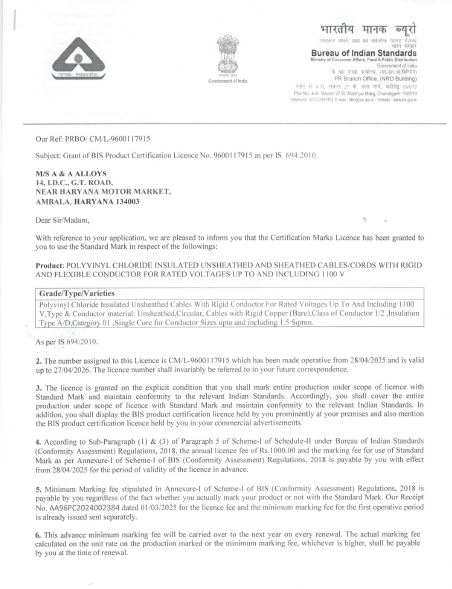 भारतीय मानक ब्यूरो
Bureau of Indian Standards
Ministry of Consumer Affairs, Food & Public Distribution
Government of India
PR Branch Office, (NRO Building)
Government of India
Our Ref: PRBO/ CM/L-9600117915
Subject: Grant of BIS Product Certification Licence No. 9600117915 as per IS 694:2010.
M/S A & A ALLOYS
14, I.D.C., G.T. ROAD,
NEAR HARYANA MOTOR MARKET,
AMBALA, HARYANA 134003
Dear Sir/Madam,
With reference to your application, we are pleased to inform you that the Certification Marks Licence has been granted to you
to use the Standard Mark in respect of the followings:
Product: POLYVINYL CHLORIDE INSULATED UNSHEATHED AND SHEATHED CABLES/CORDS WITH RIGID
AND FLEXIBLE CONDUCTOR FOR RATED VOLTAGES UP TO AND INCLUDING 1100 V
Grade/Type/Varieties
Polyvinyl Chloride Insulated Unsheathed Cables With Rigid Conductor For Rated Voltages Up To And Including 1100
V,Type & Conductor material: Unsheathed,Circular, Cables with Rigid Copper (Bare),Class of Conductor 1/2 ,Insulation
Type A/D,Category 01 ,Single Core for Conductor Sizes upto and including 1.5 Sqmm.
As per IS 694:2010.
2. The number assigned to this Licence is CM/L-9600117915 which has been made operative from 28/04/2025 and is valid
up to 27/04/2026. The licence number shall invariably be referred to in your future correspondence.
3. The licence is granted on the explicit condition that you shall mark entire production under scope of licence with
Standard Mark and maintain conformity to the relevant Indian Standards. Accordingly, you shall cover the entire
production under scope of licence with Standard Mark and maintain conformity to the relevant Indian Standards. In
addition, you shall display the BIS product certification licence held by you prominently at your premises and also mention
the BIS product certification licence held by you in your commercial advertisements.
4. According to Sub-Paragraph (1) & (3) of Paragraph 5 of Scheme-I of Schedule-II under Bureau of Indian Standards
(Conformity Assessment) Regulations, 2018, the annual licence fee of Rs.1000.00 and the marking fee for use of Standard
Mark as per Annexure-I of Scheme-I of BIS (Conformity Assessment) Regulations, 2018 is payable by you with effect
from 28/04/2025 for the period of validity of the licence in advance.
5. Minimum Marking fee stipulated in Annexure-I of Scheme-I of BIS (Conformity Assessment) Regulations, 2018 is
payable by you regardless of the fact whether you actually mark your product or not with the Standard Mark. Our Receipt
No. AA96PC2024002384 dated 01/03/2025 for the licence fee and the minimum marking fee for the first operative period
is already issued sent separately.
6. This advance minimum marking fee will be carried over to the next year on every renewal. The actual marking fee
calculated on the unit rate on the production marked or the minimum marking fee, whichever is higher, shall be payable
by you at the time of renewal.